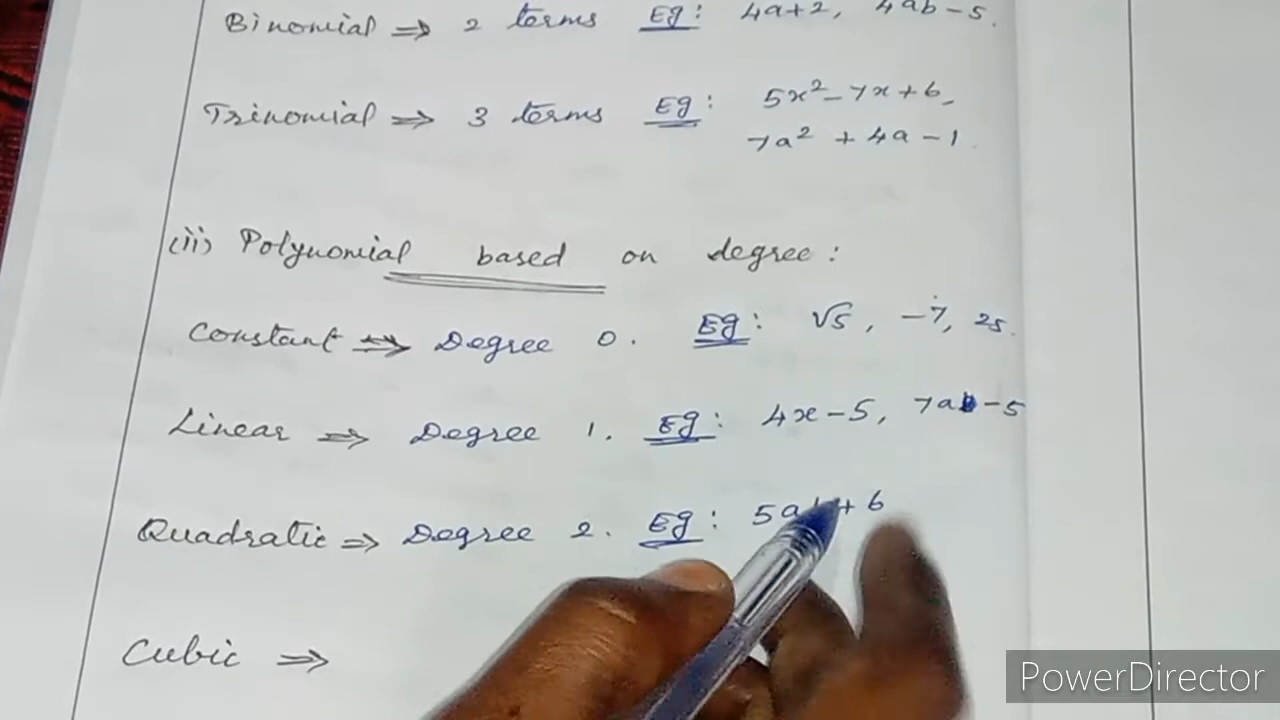 Binomial ⇒ 2 terms Eg: 4a+2, 4ab-5.
Trinomial ⇒ 3 terms Eg: 5x²-7x+6,
7a² + 4a - 1.
(ii) Polynomial based on degree:
Constant ⇒ Degree 0. Eg: √5, -7, 25.
Linear ⇒ Degree 1. Eg: 4x-5, 7a-5
Quadratic ⇒ Degree 2. Eg: + 6
Cubic ⇒
PowerDirector